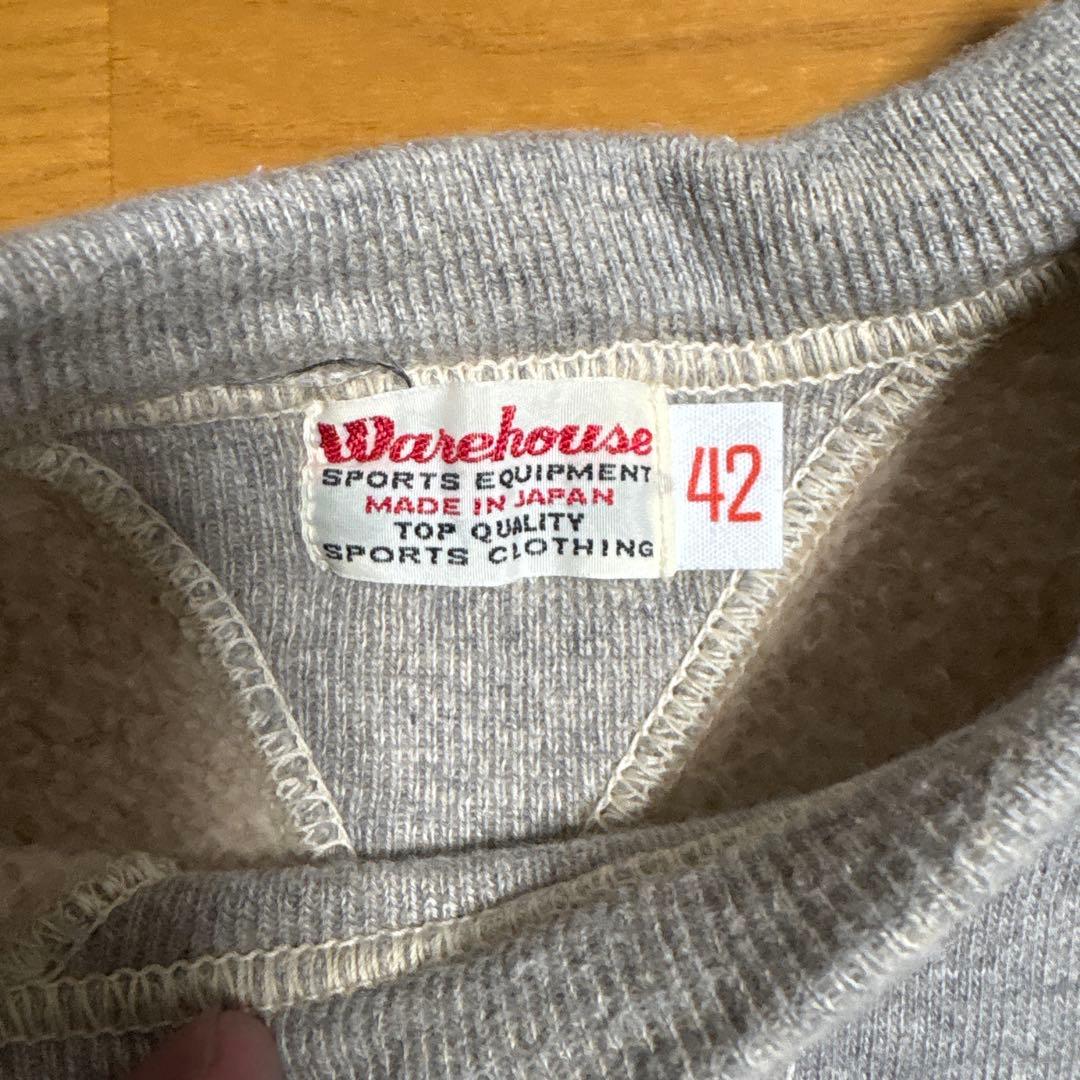 Warehouse
SPORTS EQUIPMENT
MADE IN JAPAN
TOP QUALITY
SPORTS CLOTHING
42